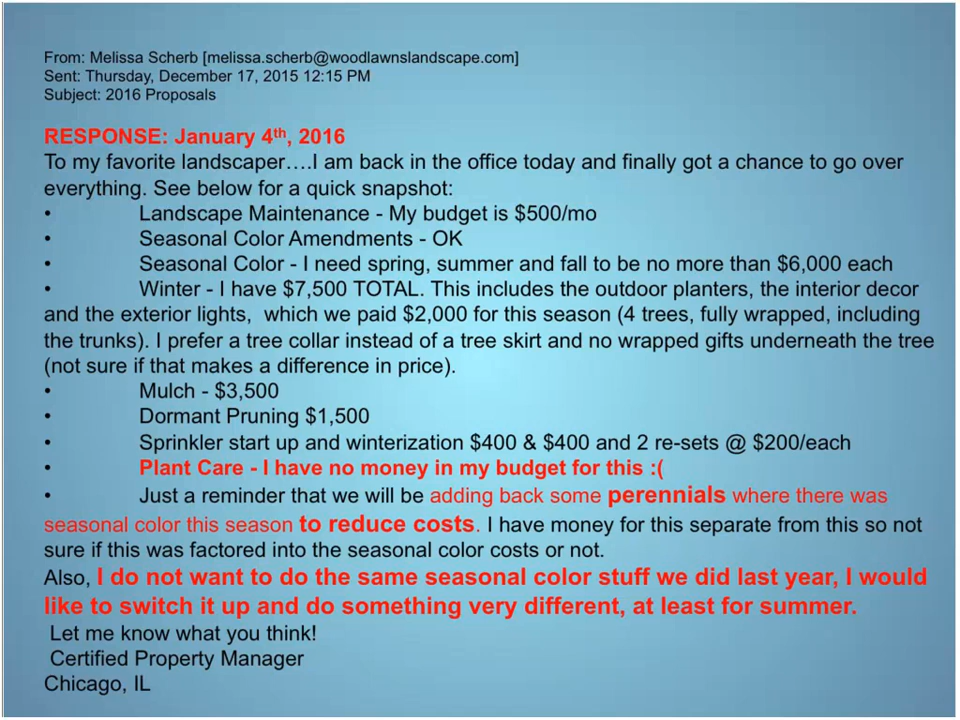 From: Melissa Scherb [melissa.scherb@woodlawnslandscape.com]
Sent: Thursday, December 17, 2015 12:15 PM
Subject: 2016 Proposals
RESPONSE: January 4th, 2016
To my favorite landscaper….I am back in the office today and finally got a chance to go over
everything. See below for a quick snapshot:
• Landscape Maintenance - My budget is $500/mo
• Seasonal Color Amendments - OK
• Seasonal Color - I need spring, summer and fall to be no more than $6,000 each
• Winter - I have $7,500 TOTAL. This includes the outdoor planters, the interior decor
and the exterior lights, which we paid $2,000 for this season (4 trees, fully wrapped, including
the trunks). I prefer a tree collar instead of a tree skirt and no wrapped gifts underneath the tree
(not sure if that makes a difference in price).
• Mulch - $3,500
• Dormant Pruning $1,500
• Sprinkler start up and winterization $400 & $400 and 2 re-sets @ $200/each
• Plant Care - I have no money in my budget for this :(
• Just a reminder that we will be adding back some perennials where there was
seasonal color this season to reduce costs. I have money for this separate from this so not
sure if this was factored into the seasonal color costs or not.
Also, I do not want to do the same seasonal color stuff we did last year, I would
like to switch it up and do something very different, at least for summer.
Let me know what you think!
Certified Property Manager
Chicago, IL